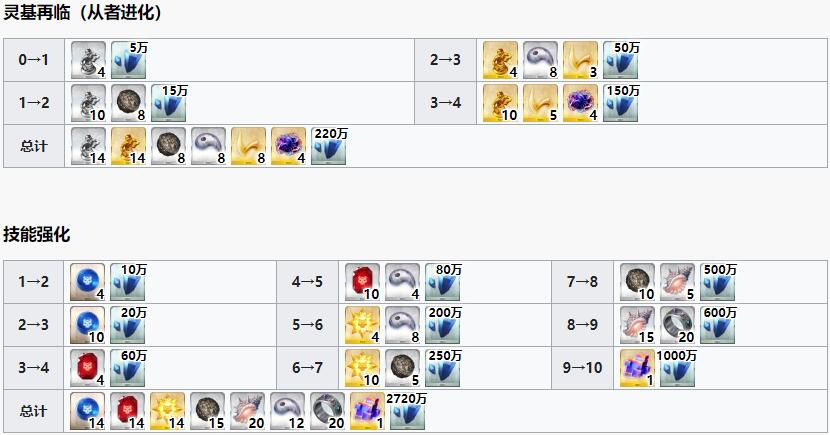 灵基再临（从者进化）
0→1 4 5万 2→3 4 8 3 50万
1→2 10 8 15万 3→4 10 5 4 150万
总计 14 14 8 8 8 4 220万
技能强化
1→2 4 10万 4→5 10 4 80万 7→8 10 5 500万
2→3 10 20万 5→6 4 8 200万 8→9 15 20 600万
3→4 4 60万 6→7 10 5 250万 9→10 1 1000万
总计 14 14 14 15 20 12 20 1 2720万